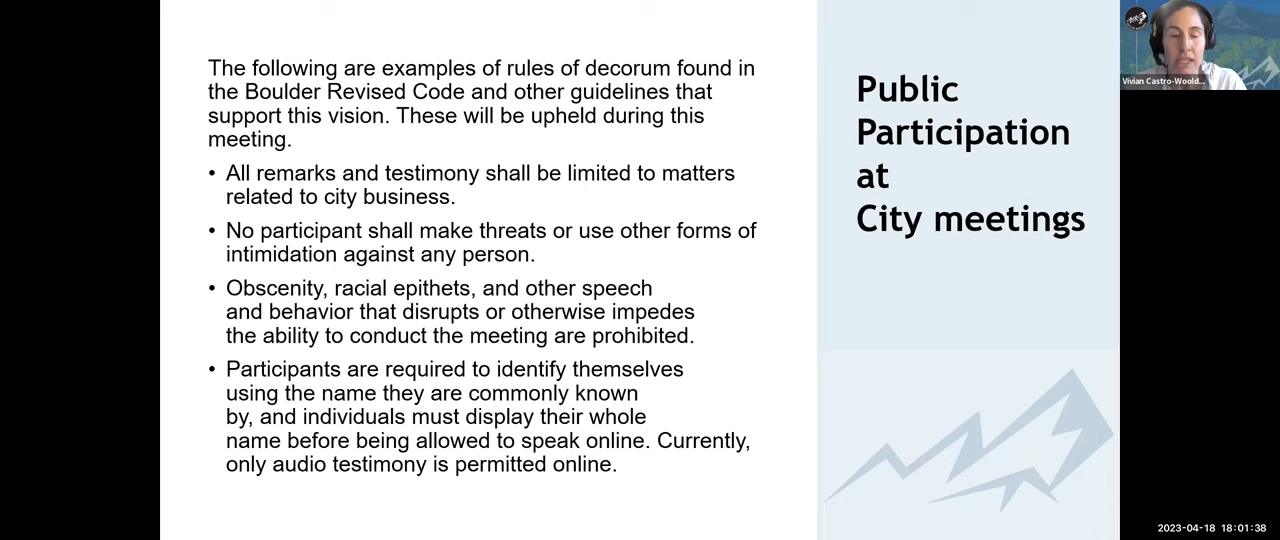 The following are examples of rules of decorum found in
the Boulder Revised Code and other guidelines that
support this vision. These will be upheld during this
meeting.
• All remarks and testimony shall be limited to matters
related to city business.
• No participant shall make threats or use other forms of
intimidation against any person.
• Obscenity, racial epithets, and other speech
and behavior that disrupts or otherwise impedes
the ability to conduct the meeting are prohibited.
• Participants are required to identify themselves
using the name they are commonly known
by, and individuals must display their whole
name before being allowed to speak online. Currently,
only audio testimony is permitted online.
Public
Participation
at
City meetings
Vivian Castro-Woold...
2023-04-18 18:01:38